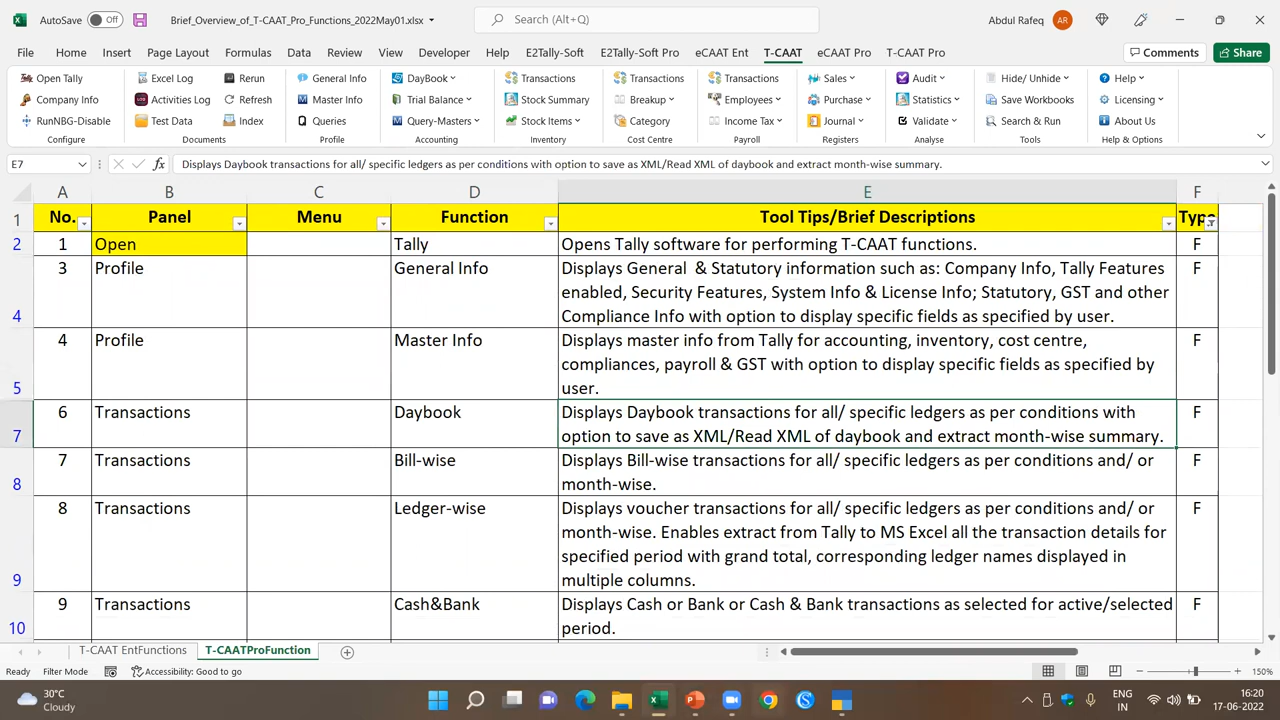 AutoSave Off Brief_Overview_of_T-CAAT_Pro_Functions_2022May01.xlsx Search (Alt+Q) Abdul Rafeq AR
File Home Insert Page Layout Formulas Data Review View Developer Help E2Tally-Soft E2Tally-Soft Pro eCAAT Ent T-CAAT eCAAT Pro T-CAAT Pro Comments Share
Open Tally Excel Log Rerun General Info DayBook Transactions Transactions Transactions Sales Audit Hide/ Unhide Help
Company Info Activities Log Refresh Master Info Trial Balance Stock Summary Breakup Employees Purchase Statistics Save Workbooks Licensing
RunNBG-Disable Test Data Index Queries Query-Masters Stock Items Category Income Tax Journal Validate Search & Run About Us
Configure Documents Profile Accounting Inventory Cost Centre Payroll Registers Analyse Tools Help & Options
E7 fx Displays Daybook transactions for all/ specific ledgers as per conditions with option to save as XML/Read XML of daybook and extract month-wise summary.
A B C D E F
1 No. Panel Menu Function Tool Tips/Brief Descriptions Type
2 1 Open Tally Opens Tally software for performing T-CAAT functions. F
3 Profile General Info Displays General & Statutory information such as: Company Info, Tally Features F
enabled, Security Features, System Info & License Info; Statutory, GST and other
4 Compliance Info with option to display specific fields as specified by user.
4 Profile Master Info Displays master info from Tally for accounting, inventory, cost centre, F
compliances, payroll & GST with option to display specific fields as specified by
5 user.
6 Transactions Daybook Displays Daybook transactions for all/ specific ledgers as per conditions with F
7 option to save as XML/Read XML of daybook and extract month-wise summary.
7 Transactions Bill-wise Displays Bill-wise transactions for all/ specific ledgers as per conditions and/ or F
8 month-wise.
8 Transactions Ledger-wise Displays voucher transactions for all/ specific ledgers as per conditions and/ or F
month-wise. Enables extract from Tally to MS Excel all the transaction details for
specified period with grand total, corresponding ledger names displayed in
9 multiple columns.
9 Transactions Cash&Bank Displays Cash or Bank or Cash & Bank transactions as selected for active/selected F
10 period.
T-CAAT EntFunctions T-CAATProFunction
Ready Filter Mode Accessibility: Good to go 150%
30°C ENG 16:20
Cloudy IN 17-06-2022